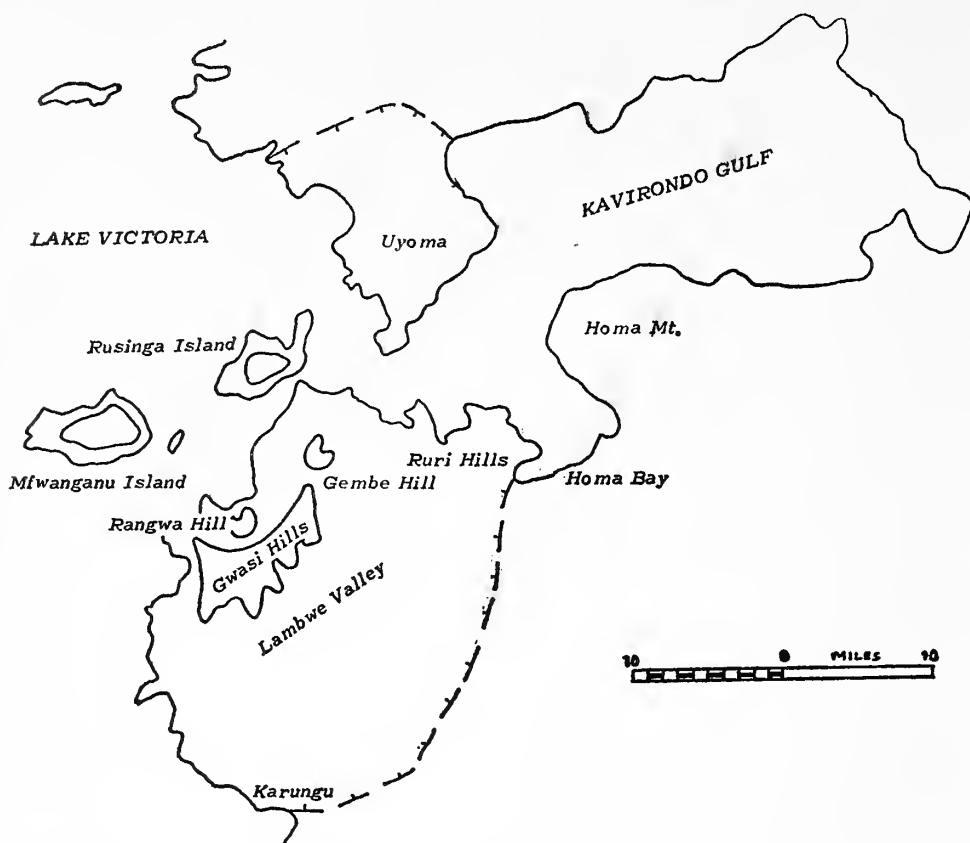 KAVIRONDO GULF
LAKE VICTORIA
Uyoma
Homa Mt.
Rusinga Island
Ruri Hills
Mfwanganu Island
Gembe Hill
Homa Bay
Rangwa Hill
Gwasi Hills
Lambwe Valley
10 0 MILES 10
Karungu